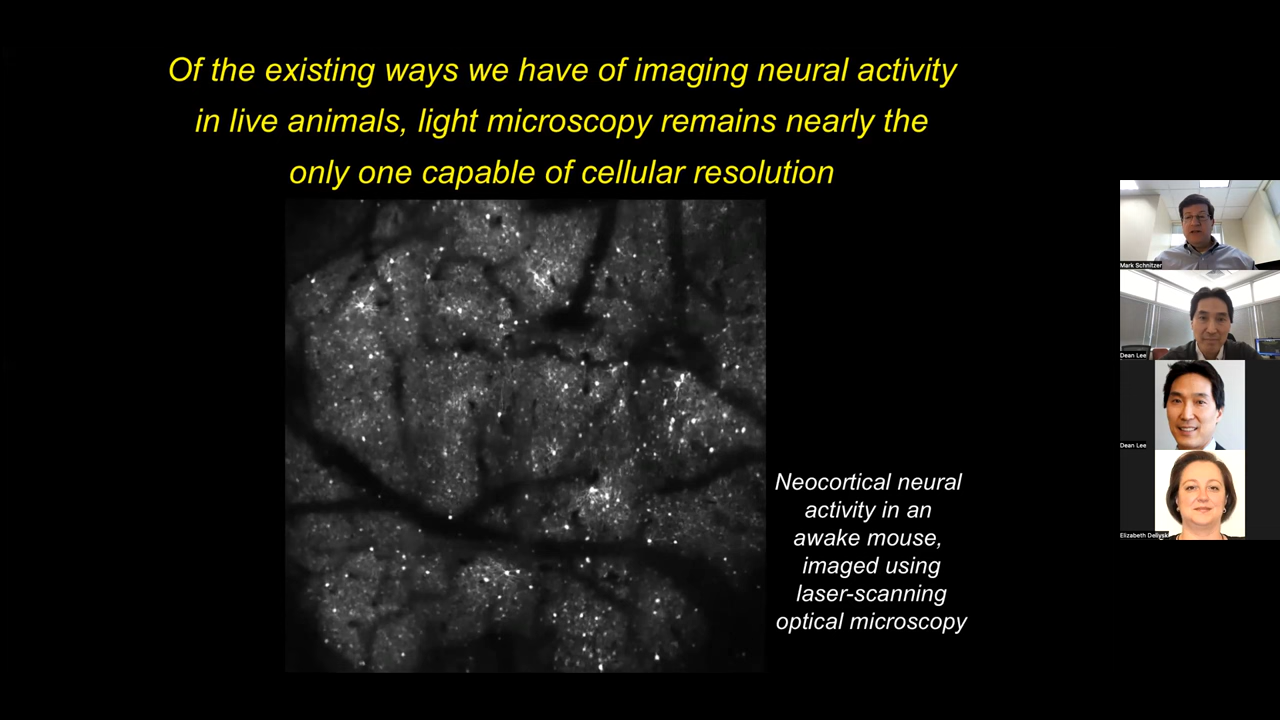 Of the existing ways we have of imaging neural activity
in live animals, light microscopy remains nearly the
only one capable of cellular resolution
Neocortical neural
activity in an
awake mouse,
imaged using
laser-scanning
optical microscopy
Mark Schnitzer
Dean Lee
Dean Lee
Elizabeth